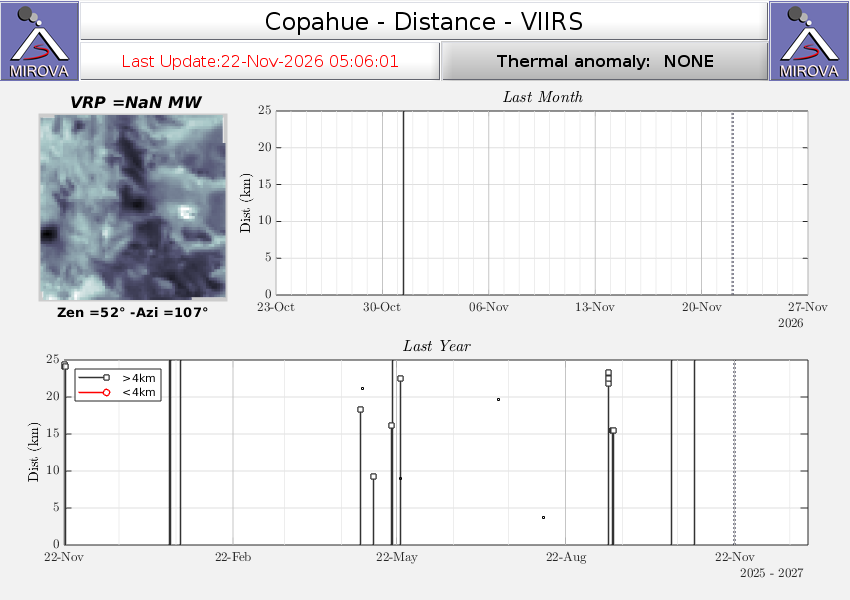 Copahue - Distance - VIIRS
MIROVA
Last Update:22-Nov-2026 05:06:01
Thermal anomaly: NONE
MIROVA
VRP =NaN MW
Zen =52° -Azi =107°
Last Month
Dist (km)
25
20
15
10
5
0
23-Oct
30-Oct
06-Nov
13-Nov
20-Nov
27-Nov
2026
Last Year
Dist (km)
25
20
15
10
5
0
>4km
<4km
22-Nov
22-Feb
22-May
22-Aug
22-Nov
2025 - 2027